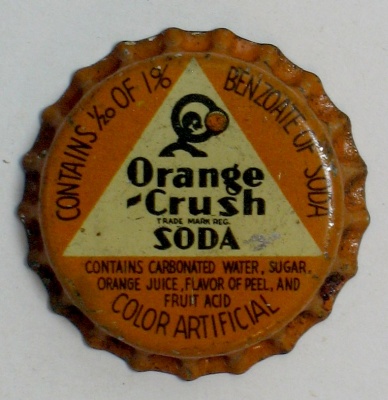 CONTAINS 1/20 OF 1% BENZOATE OF SODA
Orange
-Crush
TRADE MARK REG.
SODA
CONTAINS CARBONATED WATER, SUGAR,
ORANGE JUICE, FLAVOR OF PEEL, AND
FRUIT ACID
COLOR ARTIFICIAL